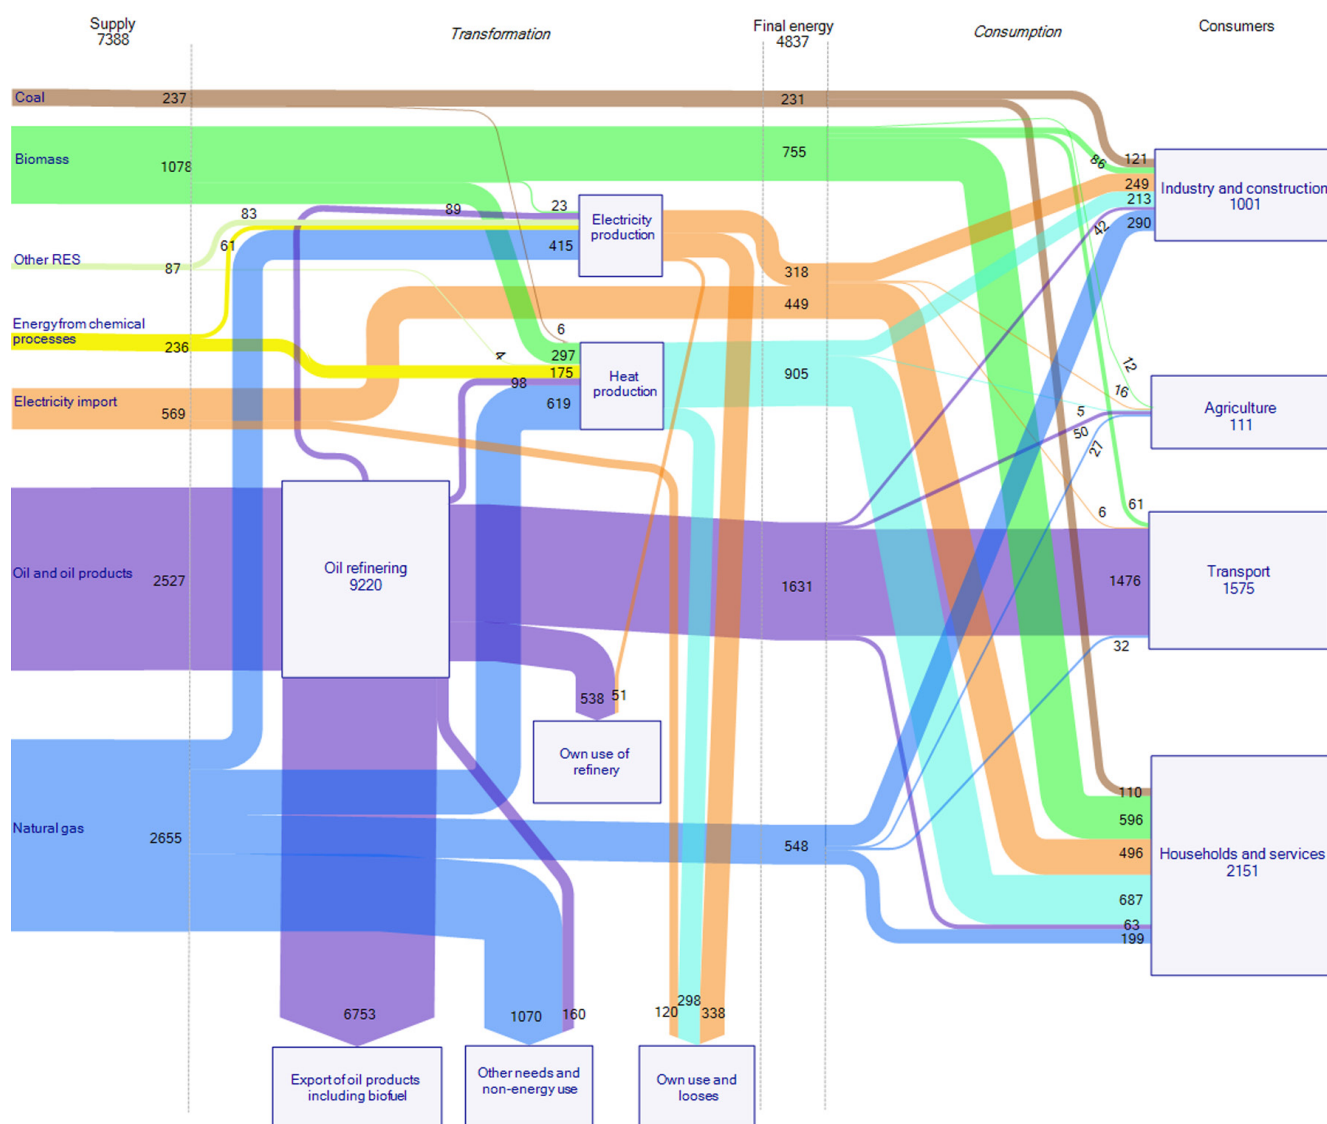 Supply
7388
Transformation
Final energy
4837
Consumption
Consumers
Coal
237
231
Biomass
1078
755
86
121
249
213
42
290
Industry and construction
1001
83
61
89
23
415
Electricity
production
Other RES
87
318
449
Energy from chemical
processes
236
4
6
297
175
98
619
Heat
production
905
12
16
5
50
27
Agriculture
111
Electricity import
569
6
61
Oil and oil products
2527
Oil refinering
9220
1631
1476
32
Transport
1575
538
51
Own use of
refinery
Natural gas
2655
548
110
596
496
687
63
199
Households and services
2151
6753
1070
160
120
298
338
Export of oil products
including biofuel
Other needs and
non-energy use
Own use and
looses